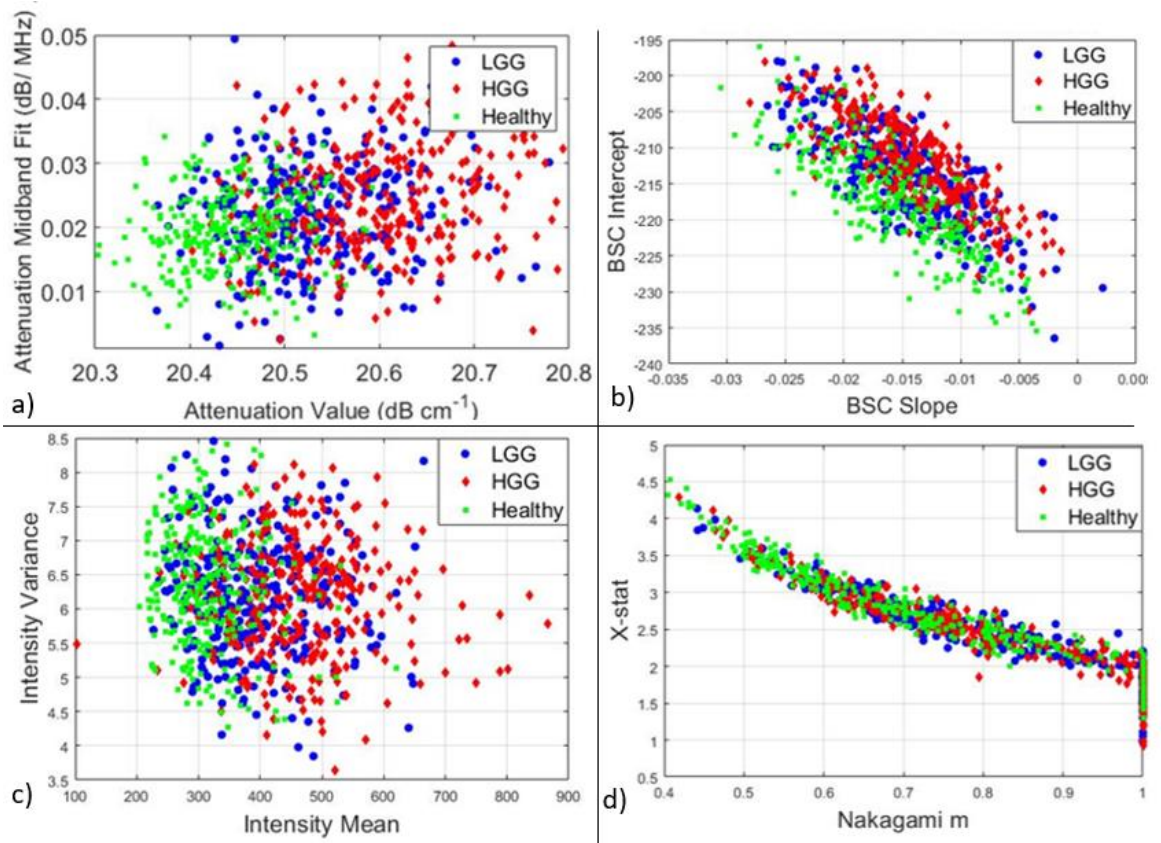 Attenuation Midband Fit (dB/ MHz)
0.05
0.04
0.03
0.02
0.01
LGG
HGG
Healthy
20.3 20.4 20.5 20.6 20.7 20.8
Attenuation Value (dB cm⁻¹)
a)
BSC Intercept
-195
-200
-205
-210
-215
-220
-225
-230
-235
-240
LGG
HGG
Healthy
-0.035 -0.03 -0.025 -0.02 -0.015 -0.01 -0.005 0
BSC Slope
b)
Intensity Variance
8.5
8
7.5
7
6.5
6
5.5
5
4.5
4
3.5
LGG
HGG
Healthy
100 200 300 400 500 600 700 800 900
Intensity Mean
c)
X-stat
5
4.5
4
3.5
3
2.5
2
1.5
1
0.5
LGG
HGG
Healthy
0.4 0.5 0.6 0.7 0.8 0.9 1
Nakagami m
d)